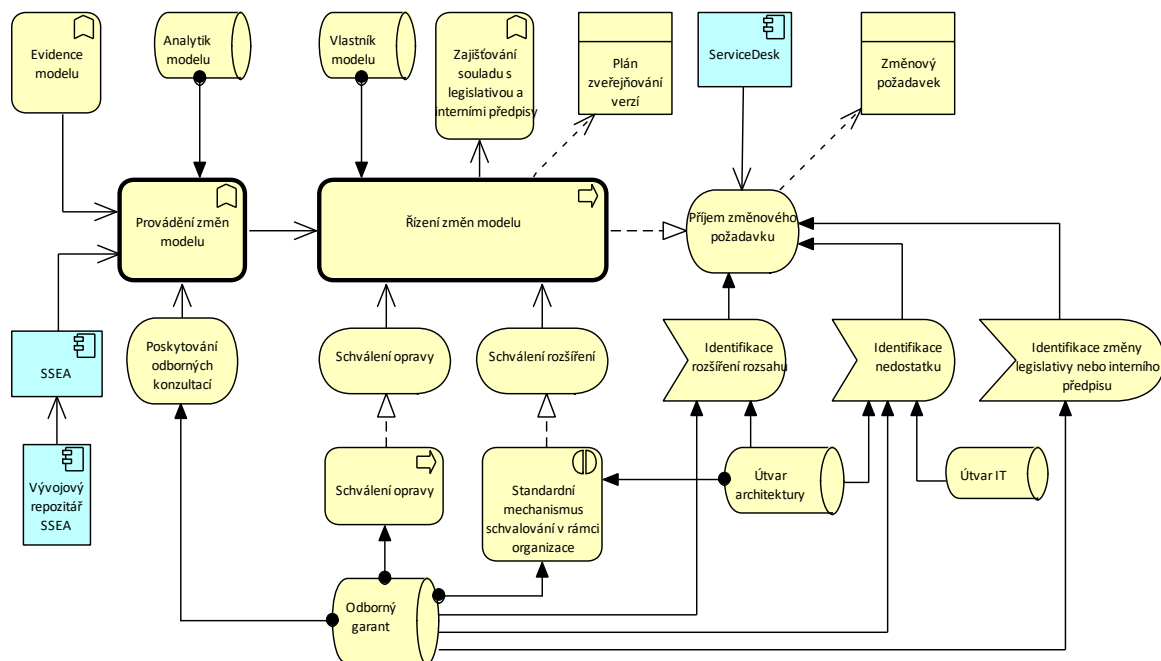 Evidence
modelu
Analytik
modelu
Vlastník
modelu
Zajišťování
souladu s
legislativou a
interními předpisy
Plán
zveřejňování
verzí
ServiceDesk
Změnový
požadavek
Provádění změn
modelu
Řízení změn modelu
Příjem změnového
požadavku
SSEA
Poskytování
odborných
konzultací
Schválení opravy
Schválení rozšíření
Identifikace
rozšíření rozsahu
Identifikace
nedostatku
Identifikace změny
legislativy nebo interního
předpisu
Vývojový
repozitář
SSEA
Schválení opravy
Standardní
mechanismus
schvalování v rámci
organizace
Útvar
architektury
Útvar IT
Odborný
garant